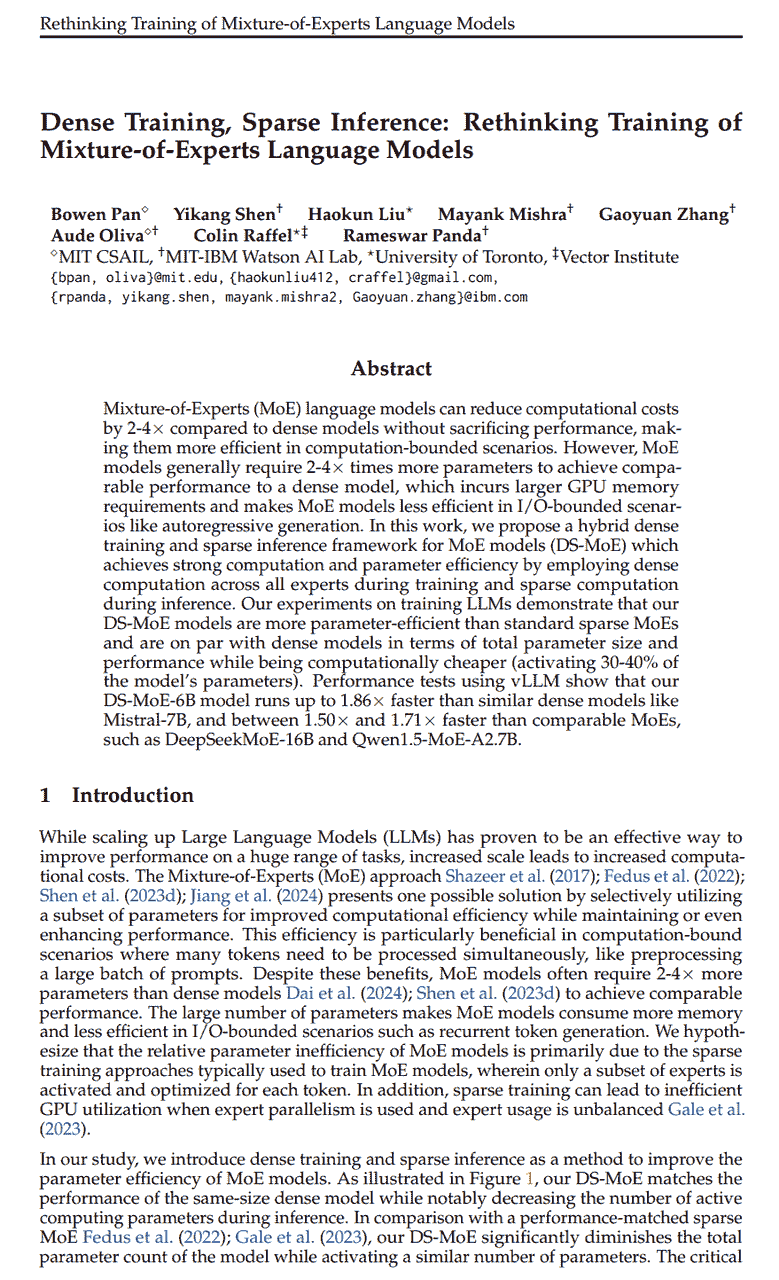 Rethinking Training of Mixture-of-Experts Language Models
Dense Training, Sparse Inference: Rethinking Training of
Mixture-of-Experts Language Models
Bowen Pan◇ Yikang Shen† Haokun Liu⋆ Mayank Mishra† Gaoyuan Zhang†
Aude Oliva◇† Colin Raffel⋆‡ Rameswar Panda†
◇MIT CSAIL, †MIT-IBM Watson AI Lab, ⋆University of Toronto, ‡Vector Institute
{bpan, oliva}@mit.edu, {haokunliu412, craffel}@gmail.com,
{rpanda, yikang.shen, mayank.mishra2, Gaoyuan.zhang}@ibm.com
Abstract
Mixture-of-Experts (MoE) language models can reduce computational costs
by 2-4× compared to dense models without sacrificing performance, mak-
ing them more efficient in computation-bounded scenarios. However, MoE
models generally require 2-4× times more parameters to achieve compa-
rable performance to a dense model, which incurs larger GPU memory
requirements and makes MoE models less efficient in I/O-bounded scenar-
ios like autoregressive generation. In this work, we propose a hybrid dense
training and sparse inference framework for MoE models (DS-MoE) which
achieves strong computation and parameter efficiency by employing dense
computation across all experts during training and sparse computation
during inference. Our experiments on training LLMs demonstrate that our
DS-MoE models are more parameter-efficient than standard sparse MoEs
and are on par with dense models in terms of total parameter size and
performance while being computationally cheaper (activating 30-40% of
the model's parameters). Performance tests using vLLM show that our
DS-MoE-6B model runs up to 1.86× faster than similar dense models like
Mistral-7B, and between 1.50× and 1.71× faster than comparable MoEs,
such as DeepSeekMoE-16B and Qwen1.5-MoE-A2.7B.
1 Introduction
While scaling up Large Language Models (LLMs) has proven to be an effective way to
improve performance on a huge range of tasks, increased scale leads to increased computa-
tional costs. The Mixture-of-Experts (MoE) approach Shazeer et al. (2017); Fedus et al. (2022);
Shen et al. (2023d); Jiang et al. (2024) presents one possible solution by selectively utilizing
a subset of parameters for improved computational efficiency while maintaining or even
enhancing performance. This efficiency is particularly beneficial in computation-bound
scenarios where many tokens need to be processed simultaneously, like preprocessing
a large batch of prompts. Despite these benefits, MoE models often require 2-4× more
parameters than dense models Dai et al. (2024); Shen et al. (2023d) to achieve comparable
performance. The large number of parameters makes MoE models consume more memory
and less efficient in I/O-bounded scenarios such as recurrent token generation. We hypoth-
esize that the relative parameter inefficiency of MoE models is primarily due to the sparse
training approaches typically used to train MoE models, wherein only a subset of experts is
activated and optimized for each token. In addition, sparse training can lead to inefficient
GPU utilization when expert parallelism is used and expert usage is unbalanced Gale et al.
(2023).
In our study, we introduce dense training and sparse inference as a method to improve the
parameter efficiency of MoE models. As illustrated in Figure 1, our DS-MoE matches the
performance of the same-size dense model while notably decreasing the number of active
computing parameters during inference. In comparison with a performance-matched sparse
MoE Fedus et al. (2022); Gale et al. (2023), our DS-MoE significantly diminishes the total
parameter count of the model while activating a similar number of parameters. The critical